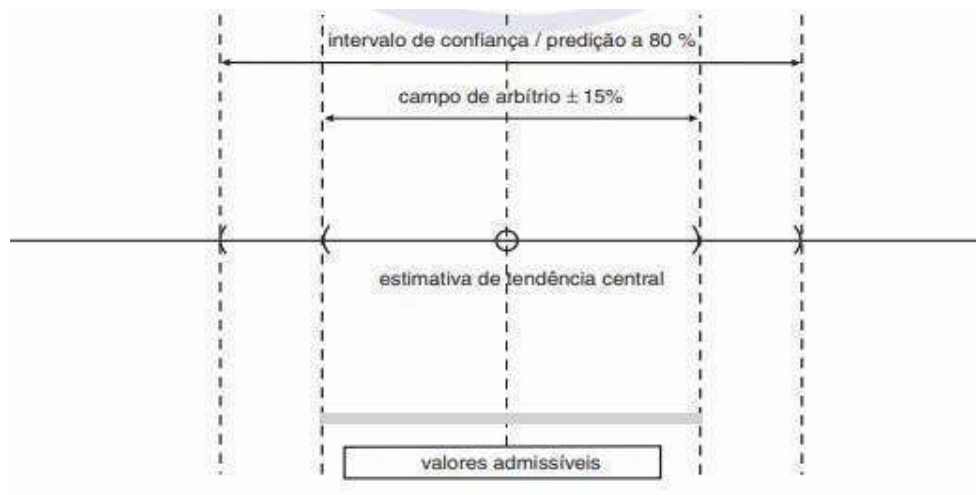 intervalo de confiança / predição a 80 %
campo de arbítrio ± 15%
estimativa de tendência central
valores admissíveis